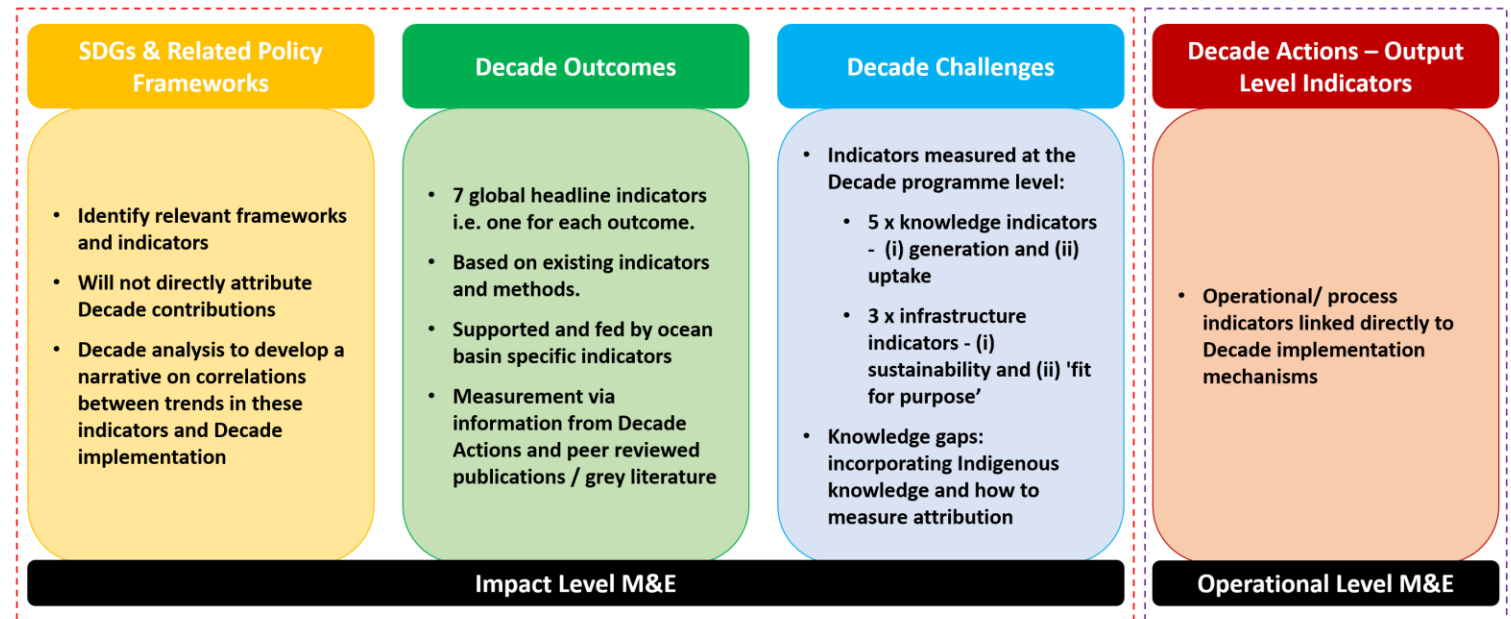 SDGs & Related Policy
Frameworks
• Identify relevant frameworks
and indicators
• Will not directly attribute
Decade contributions
• Decade analysis to develop a
narrative on correlations
between trends in these
indicators and Decade
implementation
Decade Outcomes
• 7 global headline indicators
i.e. one for each outcome.
• Based on existing indicators
and methods.
• Supported and fed by ocean
basin specific indicators
• Measurement via
information from Decade
Actions and peer reviewed
publications / grey literature
Decade Challenges
• Indicators measured at the
Decade programme level:
• 5 x knowledge indicators
- (i) generation and (ii)
uptake
• 3 x infrastructure
indicators - (i)
sustainability and (ii) 'fit
for purpose’
• Knowledge gaps:
incorporating Indigenous
knowledge and how to
measure attribution
Impact Level M&E
Decade Actions – Output
Level Indicators
• Operational/ process
indicators linked directly to
Decade implementation
mechanisms
Operational Level M&E